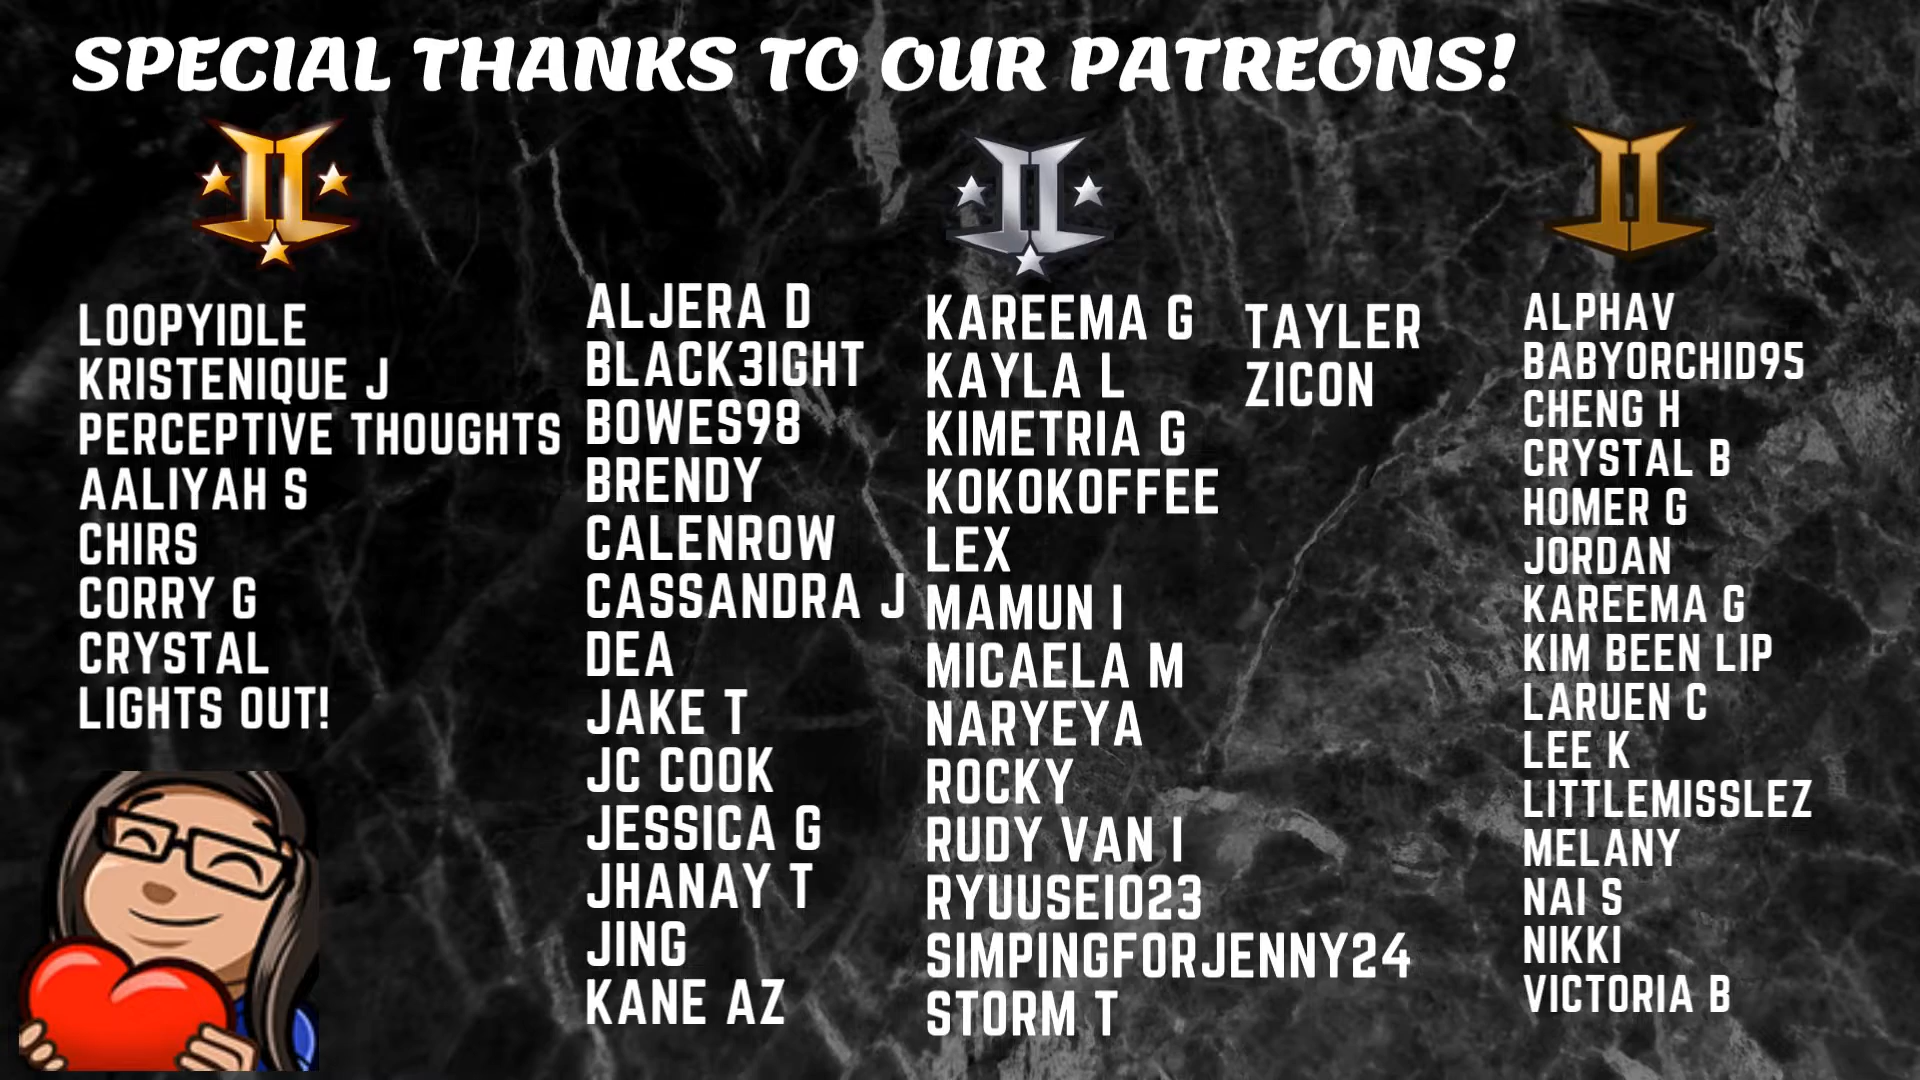 SPECIAL THANKS TO OUR PATREONS!
LOOPYIDLE
KRISTENIQUE J
PERCEPTIVE THOUGHTS
AALIYAH S
CHIRS
CORRY G
CRYSTAL
LIGHTS OUT!
ALJERA D
BLACK3IGHT
BOWES98
BRENDY
CALENROW
CASSANDRA J
DEA
JAKE T
JC COOK
JESSICA G
JHANAY T
JING
KANE AZ
KAREEMA G
KAYLA L
KIMETRIA G
KOKOKOFFEE
LEX
MAMUN I
MICAELA M
NARYEYA
ROCKY
RUDY VAN I
RYUUSEI023
SIMPINGFORJENNY24
STORM T
TAYLER
ZICON
ALPHAV
BABYORCHID95
CHENG H
CRYSTAL B
HOMER G
JORDAN
KAREEMA G
KIM BEEN LIP
LARUEN C
LEE K
LITTLEMISSLEZ
MELANY
NAI S
NIKKI
VICTORIA B